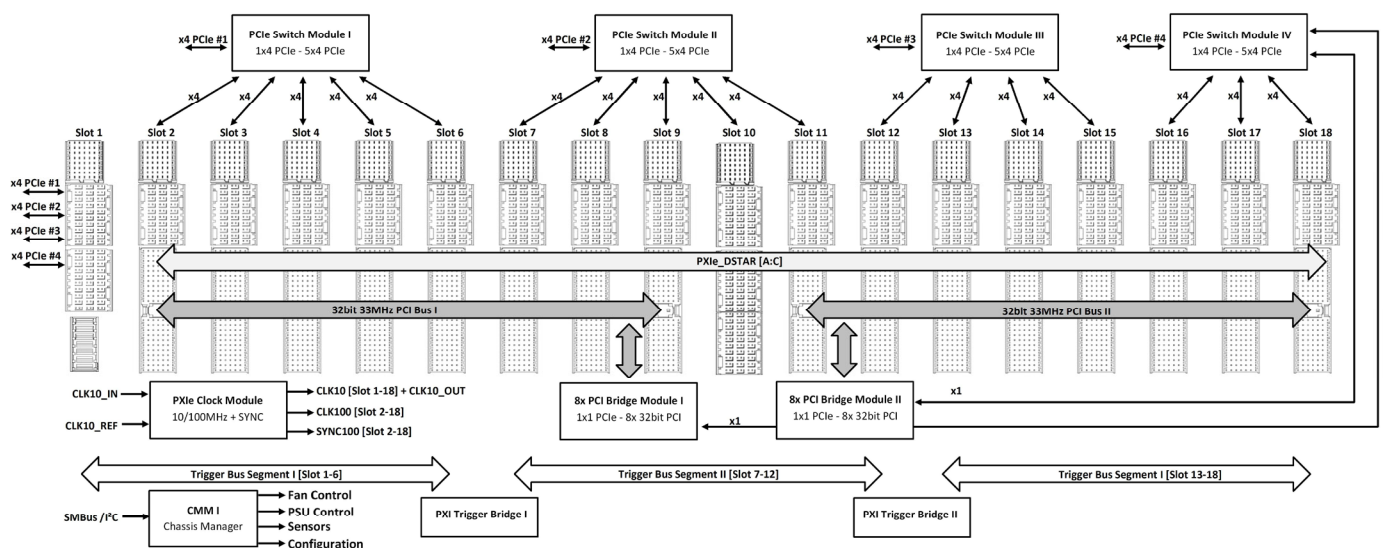 PCIe Switch Module I
1x4 PCIe - 5x4 PCIe
x4 PCIe #1
PCIe Switch Module II
1x4 PCIe - 5x4 PCIe
x4 PCIe #2
PCIe Switch Module III
1x4 PCIe - 5x4 PCIe
x4 PCIe #3
PCIe Switch Module IV
1x4 PCIe - 5x4 PCIe
x4 PCIe #4
x4 x4 x4 x4 x4
x4 x4 x4 x4 x4
x4 x4 x4 x4
x4 x4 x4
Slot 1 Slot 2 Slot 3 Slot 4 Slot 5 Slot 6 Slot 7 Slot 8 Slot 9 Slot 10 Slot 11 Slot 12 Slot 13 Slot 14 Slot 15 Slot 16 Slot 17 Slot 18
x4 PCIe #1
x4 PCIe #2
x4 PCIe #3
x4 PCIe #4
PXIe_DSTAR [A:C]
32bit 33MHz PCI Bus I
32bit 33MHz PCI Bus II
CLK10_IN
CLK10_REF
PXIe Clock Module
10/100MHz + SYNC
CLK10 [Slot 1-18] + CLK10_OUT
CLK100 [Slot 2-18]
SYNC100 [Slot 2-18]
8x PCI Bridge Module I
1x1 PCIe - 8x 32bit PCI
x1
8x PCI Bridge Module II
1x1 PCIe - 8x 32bit PCI
x1
Trigger Bus Segment I [Slot 1-6]
Trigger Bus Segment II [Slot 7-12]
Trigger Bus Segment I [Slot 13-18]
SMBus /I²C
CMM I
Chassis Manager
Fan Control
PSU Control
Sensors
Configuration
PXI Trigger Bridge I
PXI Trigger Bridge II